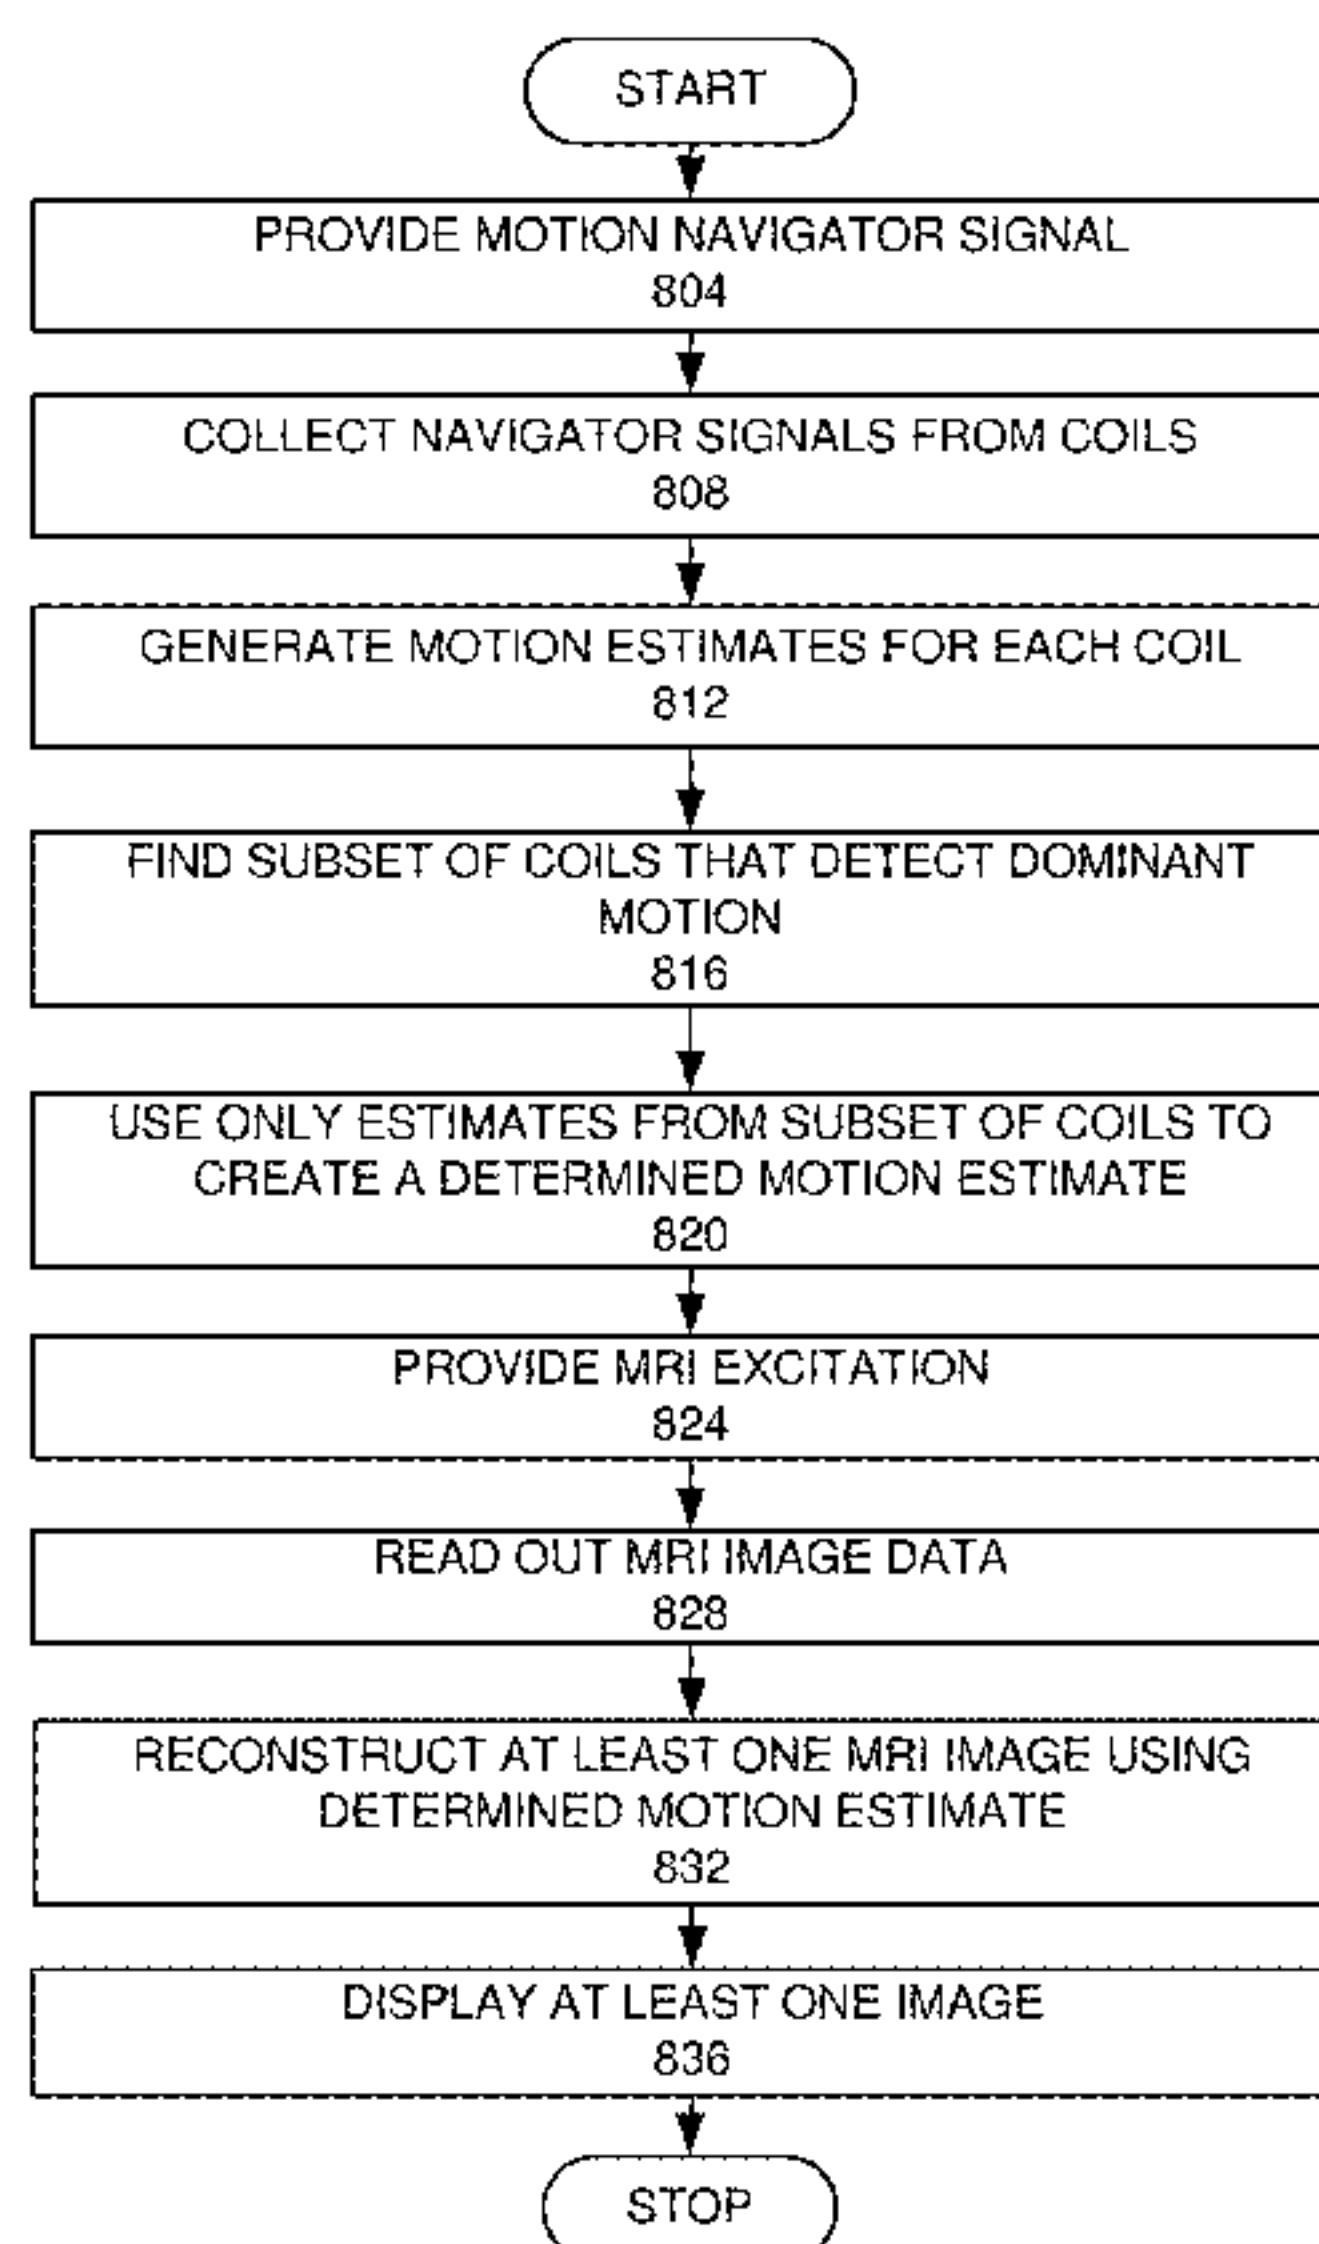 START
PROVIDE MOTION NAVIGATOR SIGNAL
804
COLLECT NAVIGATOR SIGNALS FROM COILS
808
GENERATE MOTION ESTIMATES FOR EACH COIL
812
FIND SUBSET OF COILS THAT DETECT DOMINANT
MOTION
816
USE ONLY ESTIMATES FROM SUBSET OF COILS TO
CREATE A DETERMINED MOTION ESTIMATE
820
PROVIDE MRI EXCITATION
824
READ OUT MRI IMAGE DATA
828
RECONSTRUCT AT LEAST ONE MRI IMAGE USING
DETERMINED MOTION ESTIMATE
832
DISPLAY AT LEAST ONE IMAGE
836
STOP